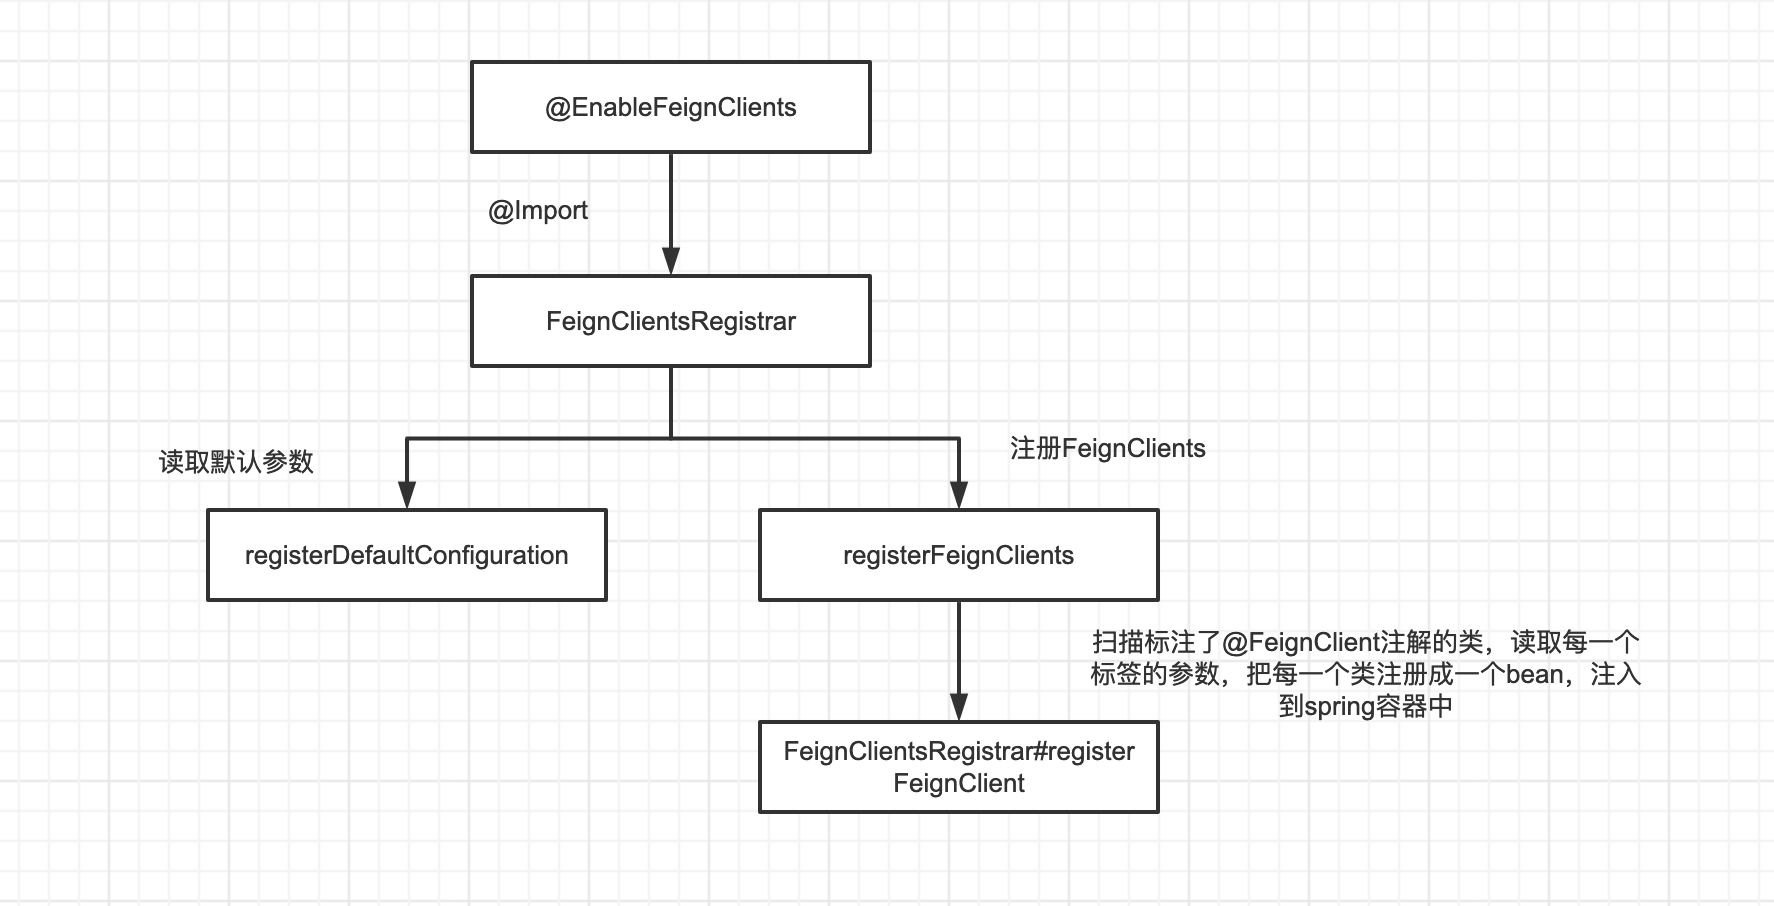 @EnableFeignClients
@Import
FeignClientsRegistrar
读取默认参数
注册FeignClients
registerDefaultConfiguration
registerFeignClients
扫描标注了@FeignClient注解的类，读取每一个
标签的参数，把每一个类注册成一个bean，注入
到spring容器中
FeignClientsRegistrar#register
FeignClient